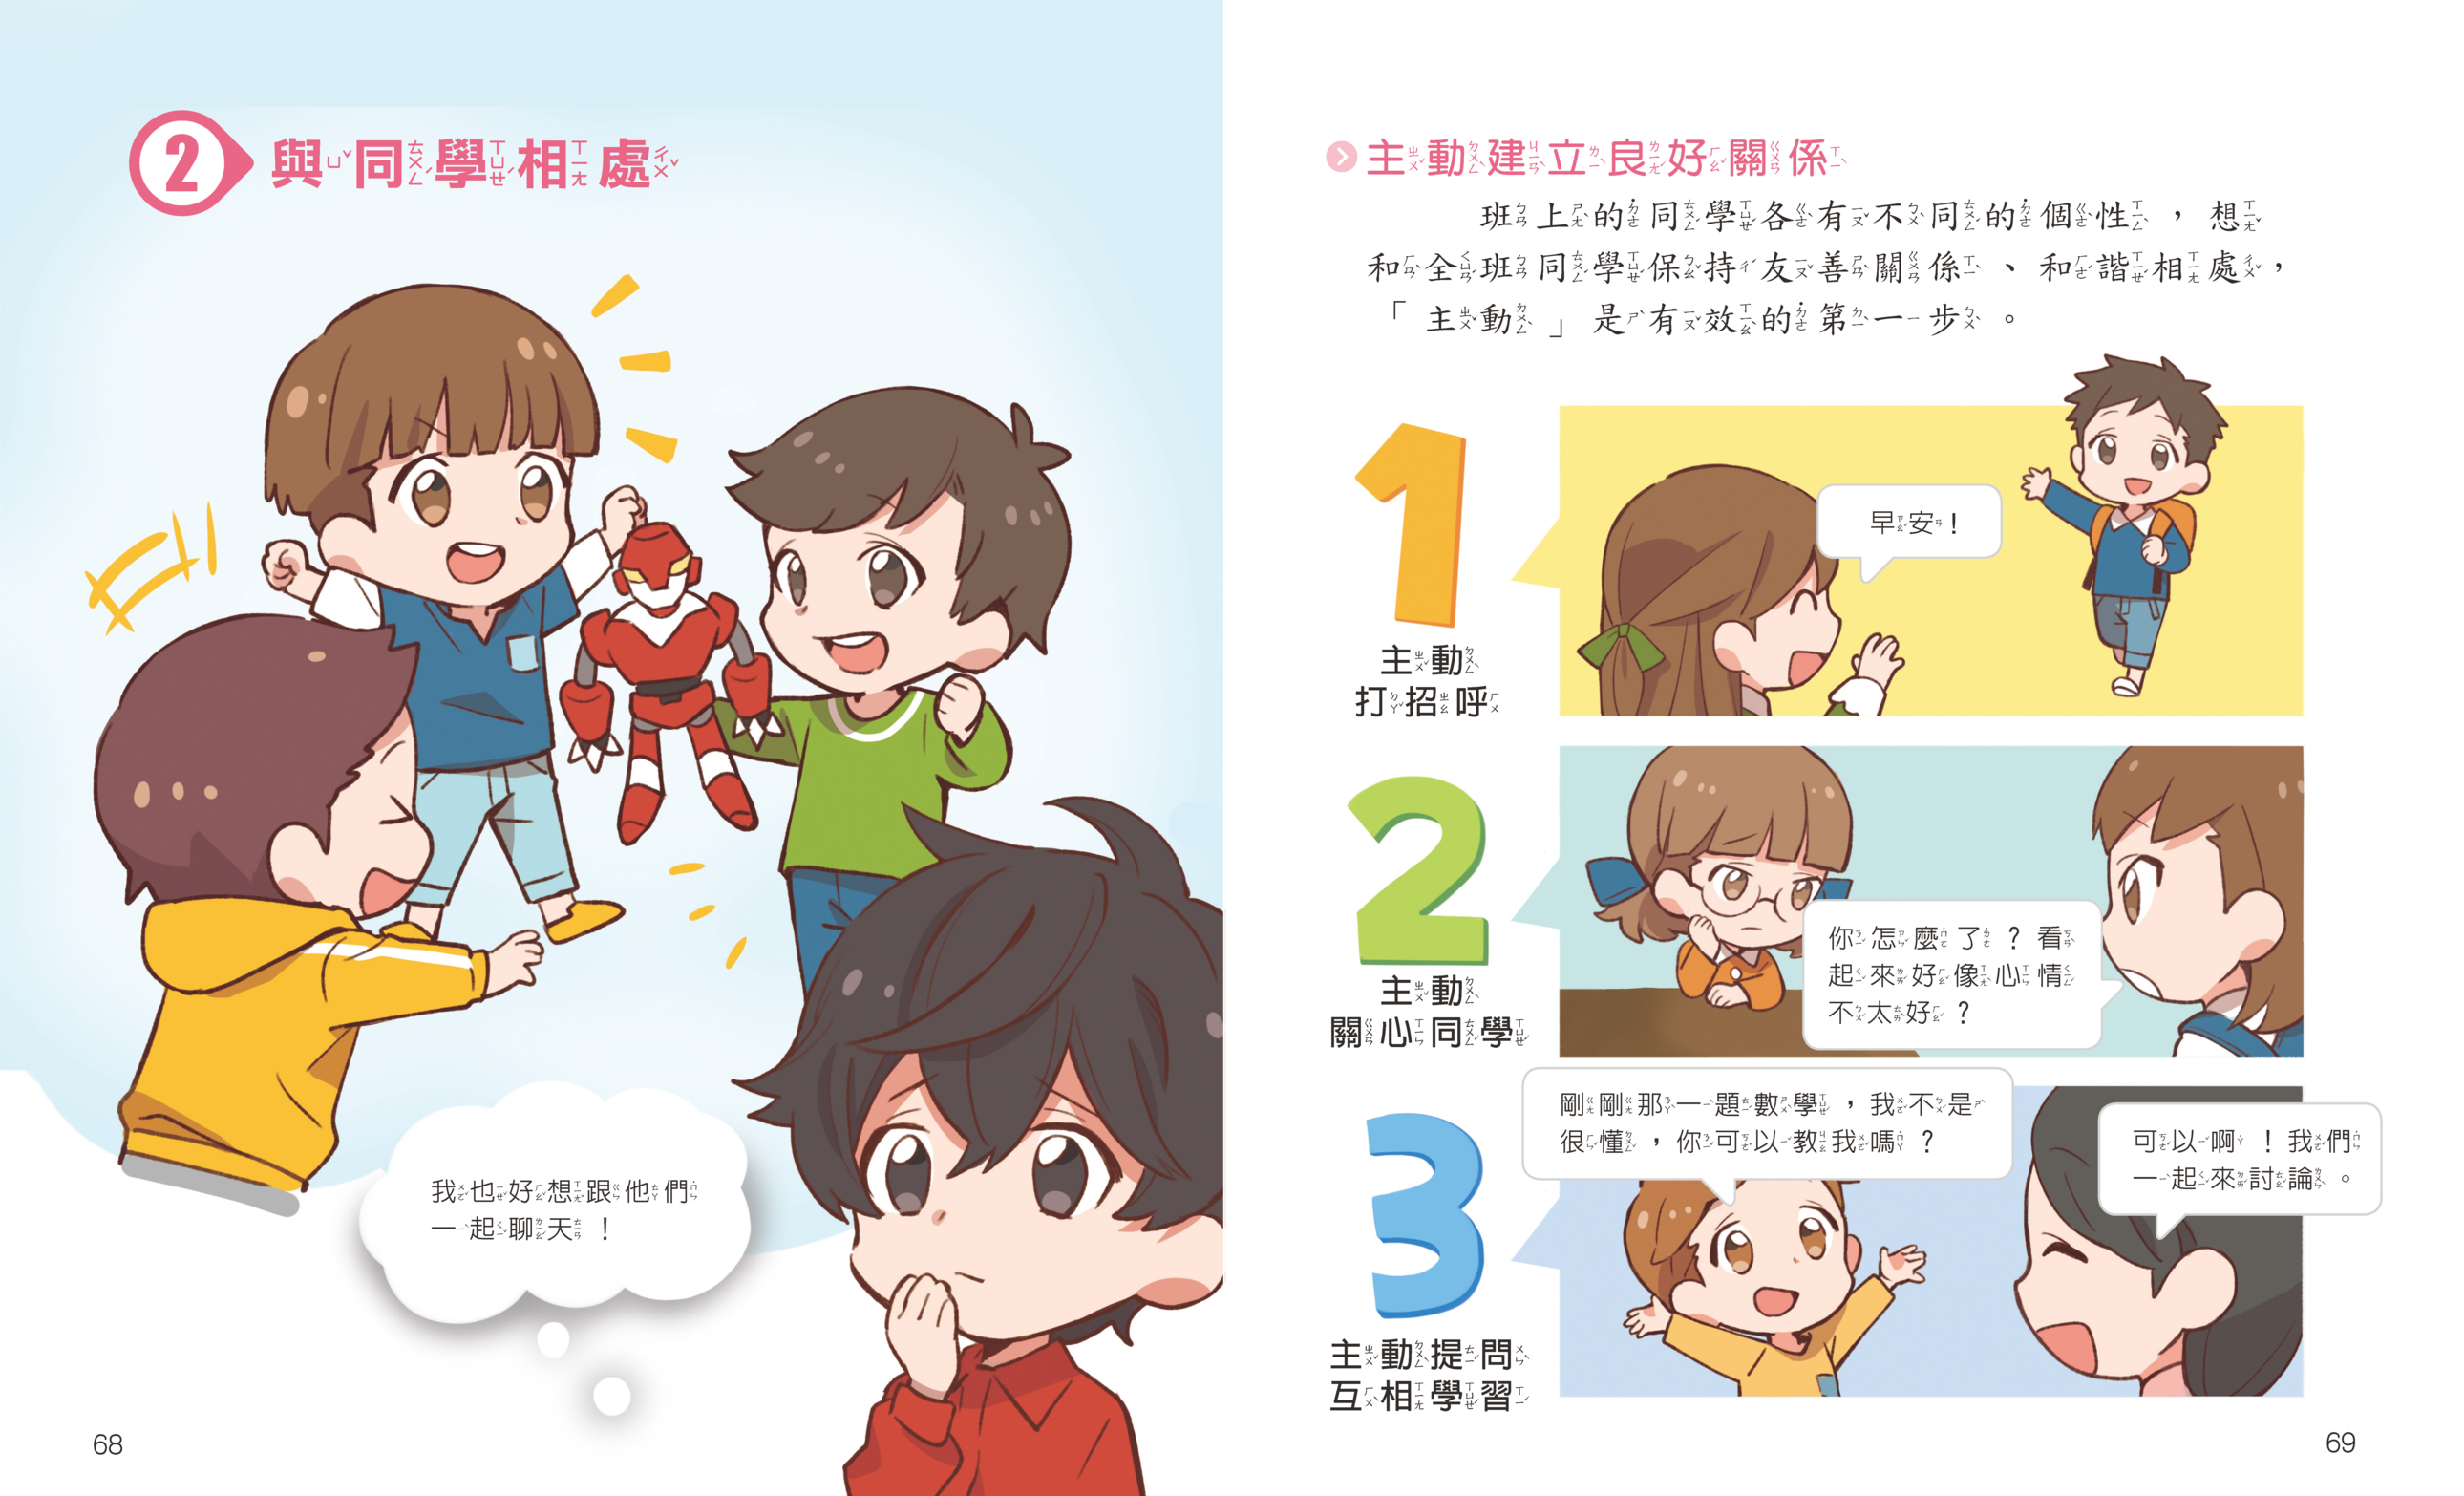 2 與同學相處
我也好想跟他們
一起聊天！
68
主動建立良好關係
班上的同學各有不同的個性，想
和全班同學保持友善關係、和諧相處，
「主動」是有效的第一步。
1
主動
打招呼
早安！
2
主動
關心同學
你怎麼了？看
起來好像心情
不太好？
3
主動提問
互相學習
剛剛那一題數學，我不是
很懂，你可以教我嗎？
可以啊！我們
一起來討論。
69